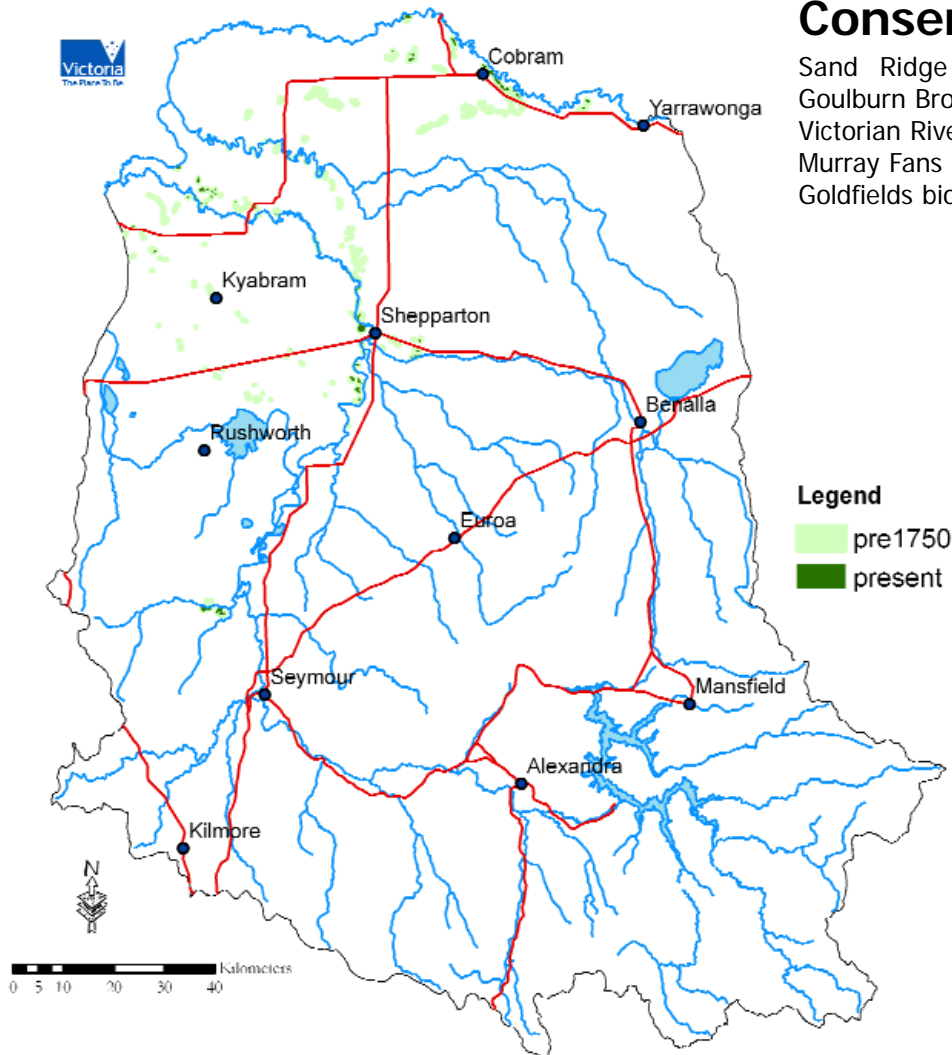 Conser
Sand Ridge
Goulburn Bro
Victorian Rive
Murray Fans
Goldfields bio
Victoria
The Place To Be
Cobram
Yarrawonga
Kyabram
Shepparton
Benalla
Rushworth
Euroa
Legend
pre1750
present
Seymour
Mansfield
Alexandra
Kilmore
N
Kilometers
0 5 10 20 30 40